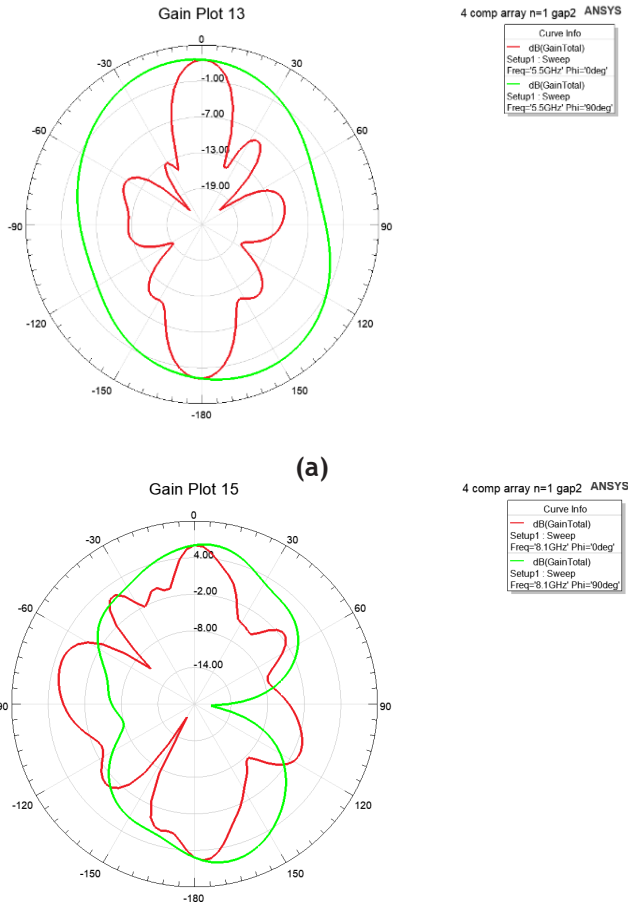 Gain Plot 13
4 comp array n=1 gap2 ANSYS
Curve Info
dB(GainTotal)
Setup1 : Sweep
Freq='5.5GHz' Phi='0deg'
dB(GainTotal)
Setup1 : Sweep
Freq='5.5GHz' Phi='90deg'
0
-30 30
-1.00
-60 60
-7.00
-13.00
-19.00
-90 90
-120 120
-150 150
-180
(a)
Gain Plot 15
4 comp array n=1 gap2 ANSYS
Curve Info
dB(GainTotal)
Setup1 : Sweep
Freq='8.1GHz' Phi='0deg'
dB(GainTotal)
Setup1 : Sweep
Freq='8.1GHz' Phi='90deg'
0
-30 30
4.00
-60 60
-2.00
-8.00
-14.00
90 90
-120 120
-150 150
-180